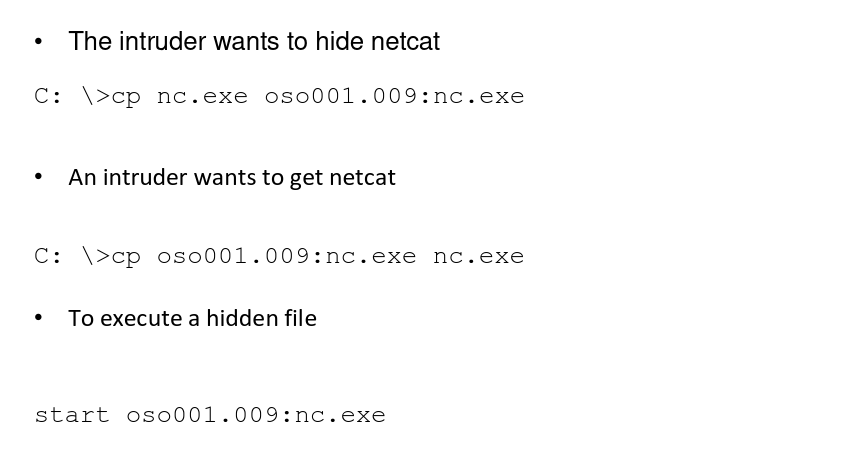 • The intruder wants to hide netcat
C: \>cp nc.exe oso001.009:nc.exe
• An intruder wants to get netcat
C: \>cp oso001.009:nc.exe nc.exe
• To execute a hidden file
start oso001.009:nc.exe